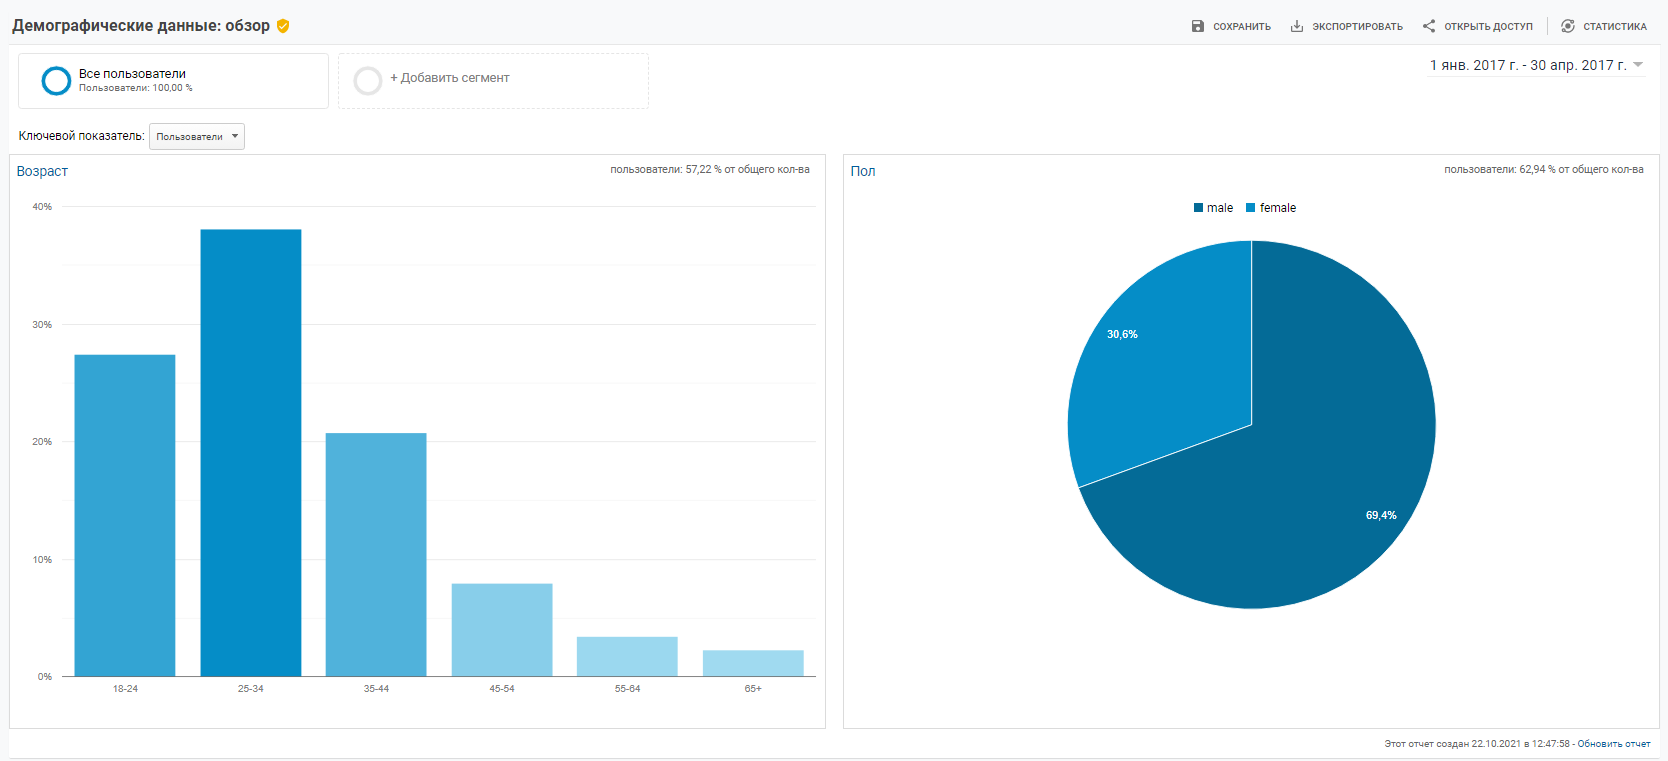 Демографические данные: обзор
СОХРАНИТЬ ЭКСПОРТИРОВАТЬ ОТКРЫТЬ ДОСТУП СТАТИСТИКА
Все пользователи
Пользователи: 100,00 %
+ Добавить сегмент
1 янв. 2017 г. - 30 апр. 2017 г.
Ключевой показатель: Пользователи
Возраст
пользователи: 57,22 % от общего кол-ва
40%
30%
20%
10%
0%
18-24 25-34 35-44 45-54 55-64 65+
Пол
пользователи: 62,94 % от общего кол-ва
male female
30,6%
69,4%
Этот отчет создан 22.10.2021 в 12:47:58 - Обновить отчет